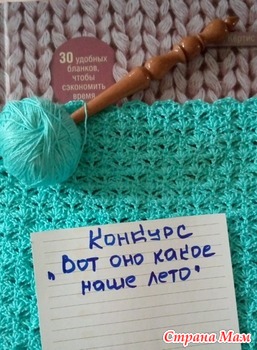 30 удобных
бланков,
чтобы
сэкономить
время
Конкурс
"Вот оно какое
наше лето"
Страна Мам